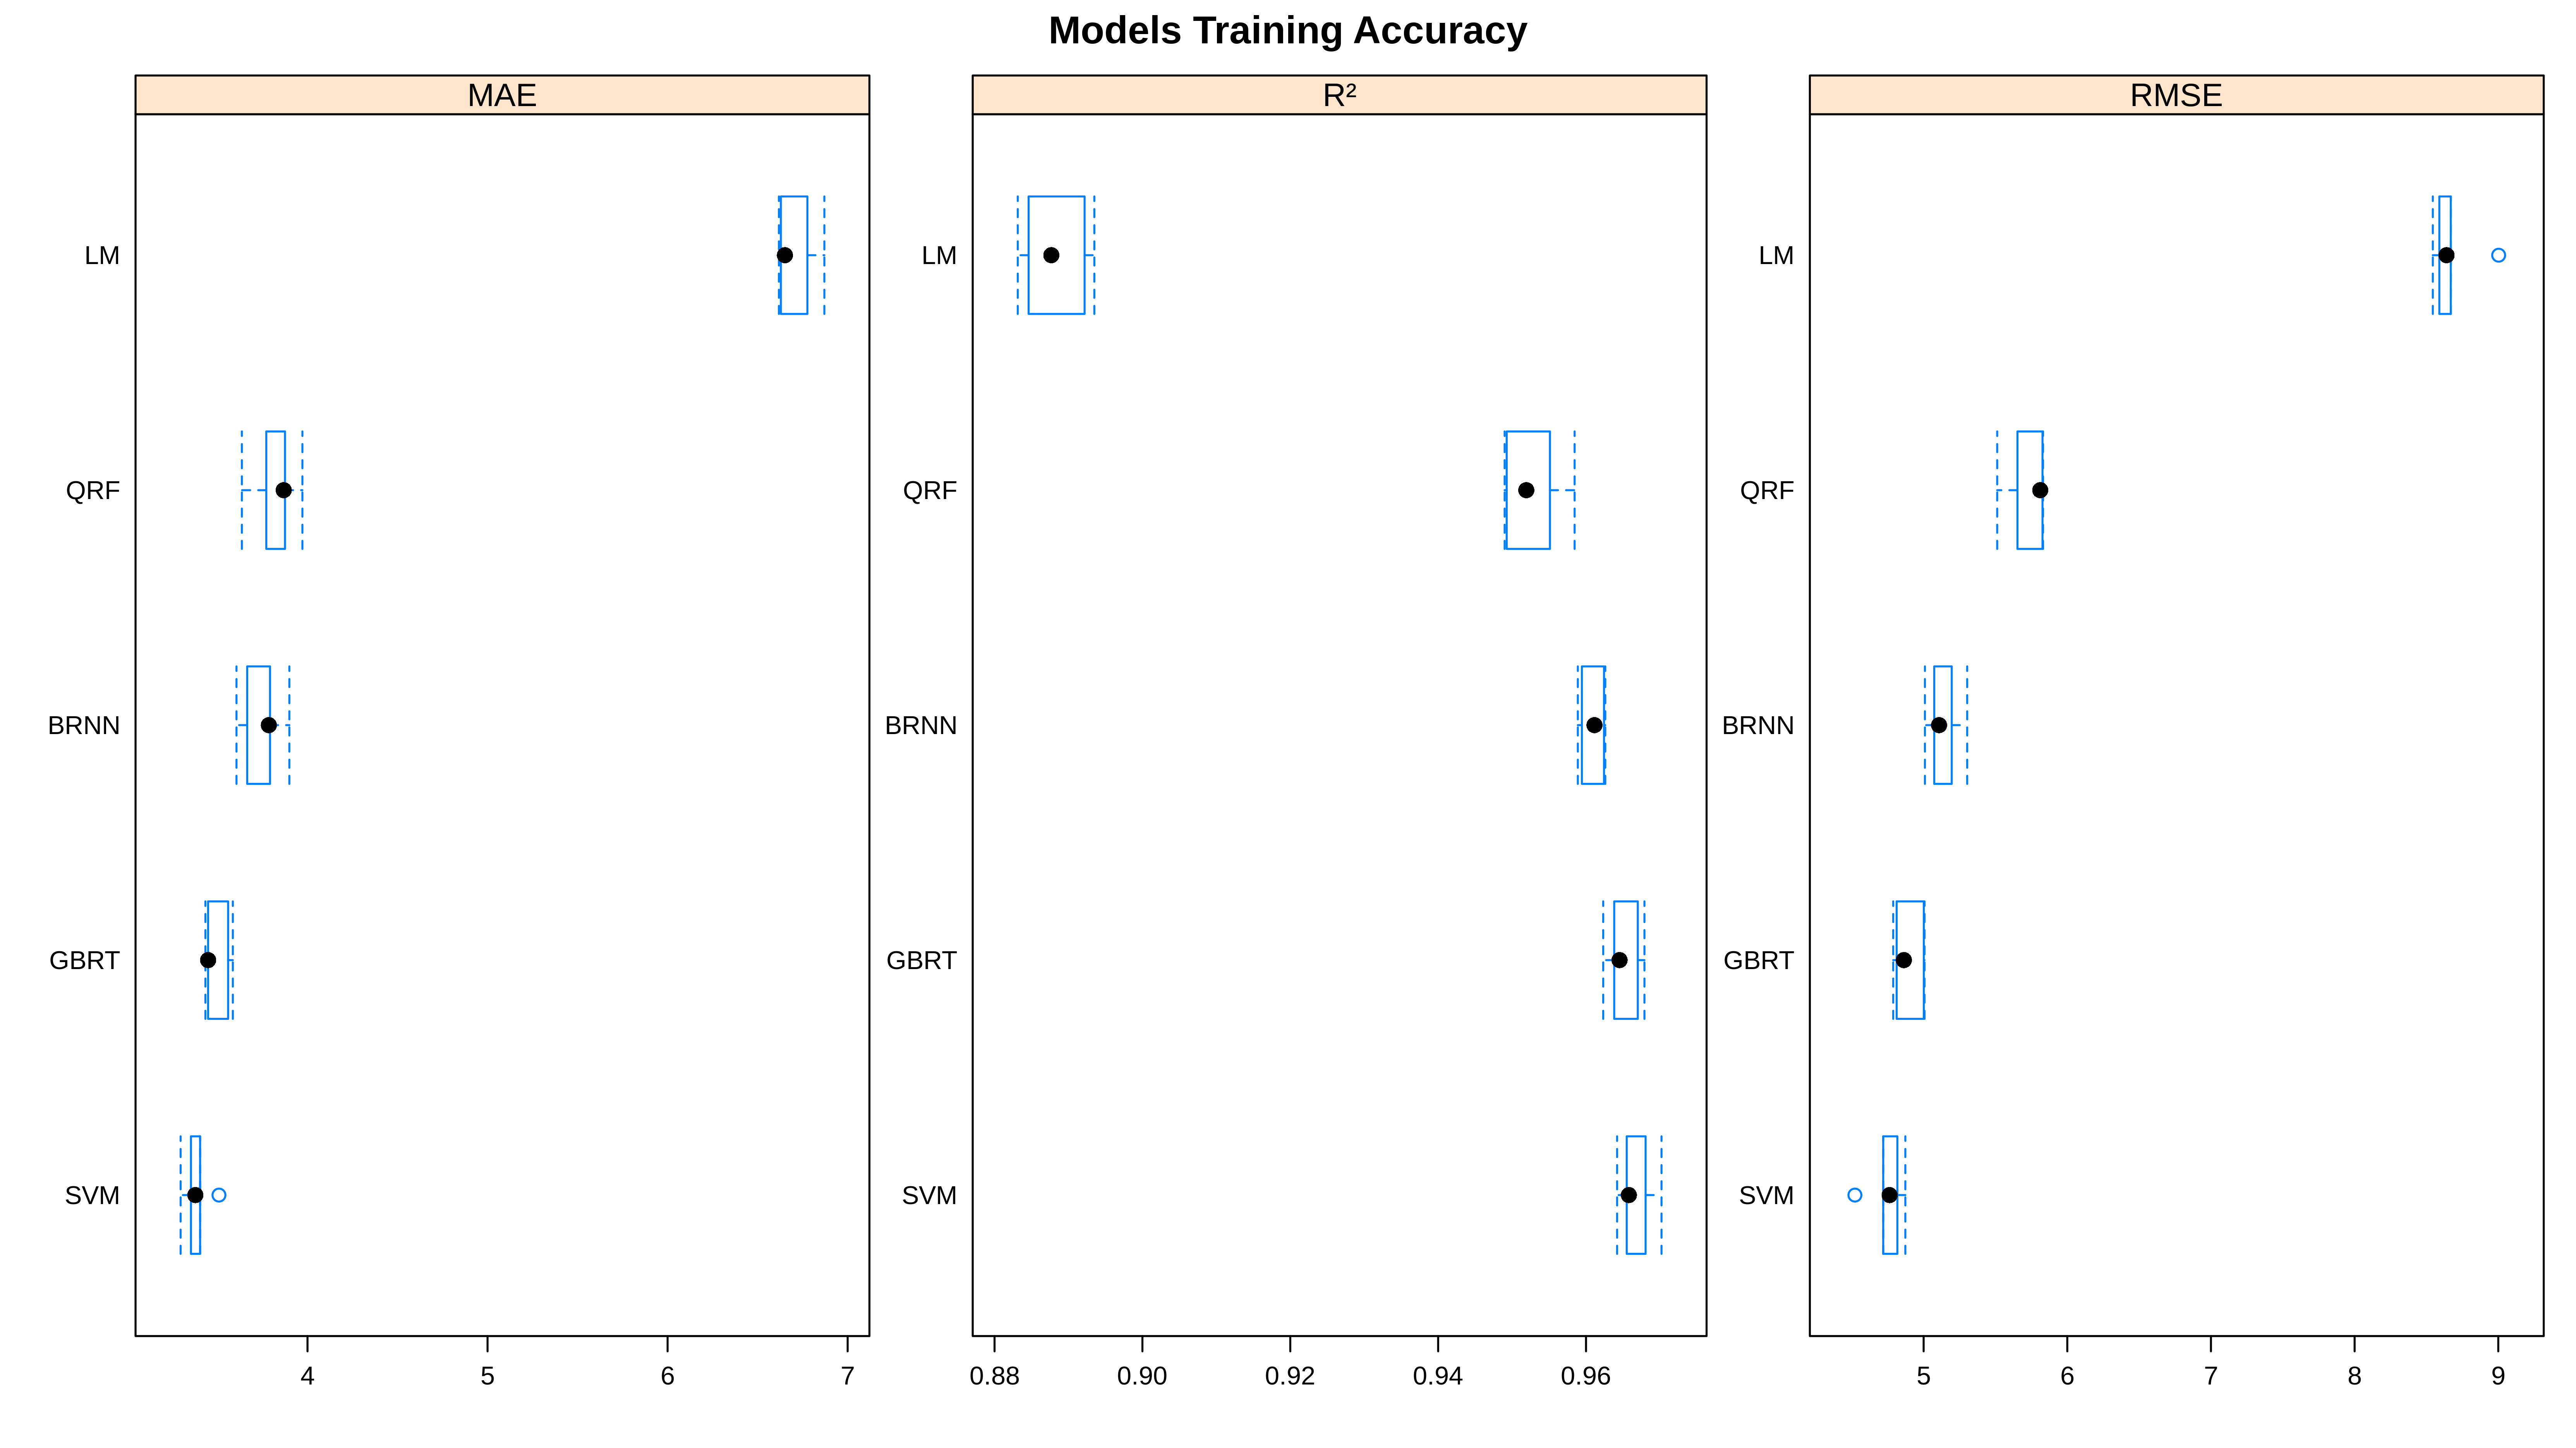 Models Training Accuracy
MAE
R²
RMSE
LM
LM
LM
QRF
QRF
QRF
BRNN
BRNN
BRNN
GBRT
GBRT
GBRT
SVM
SVM
SVM
4 5 6 7
0.88 0.90 0.92 0.94 0.96
5 6 7 8 9